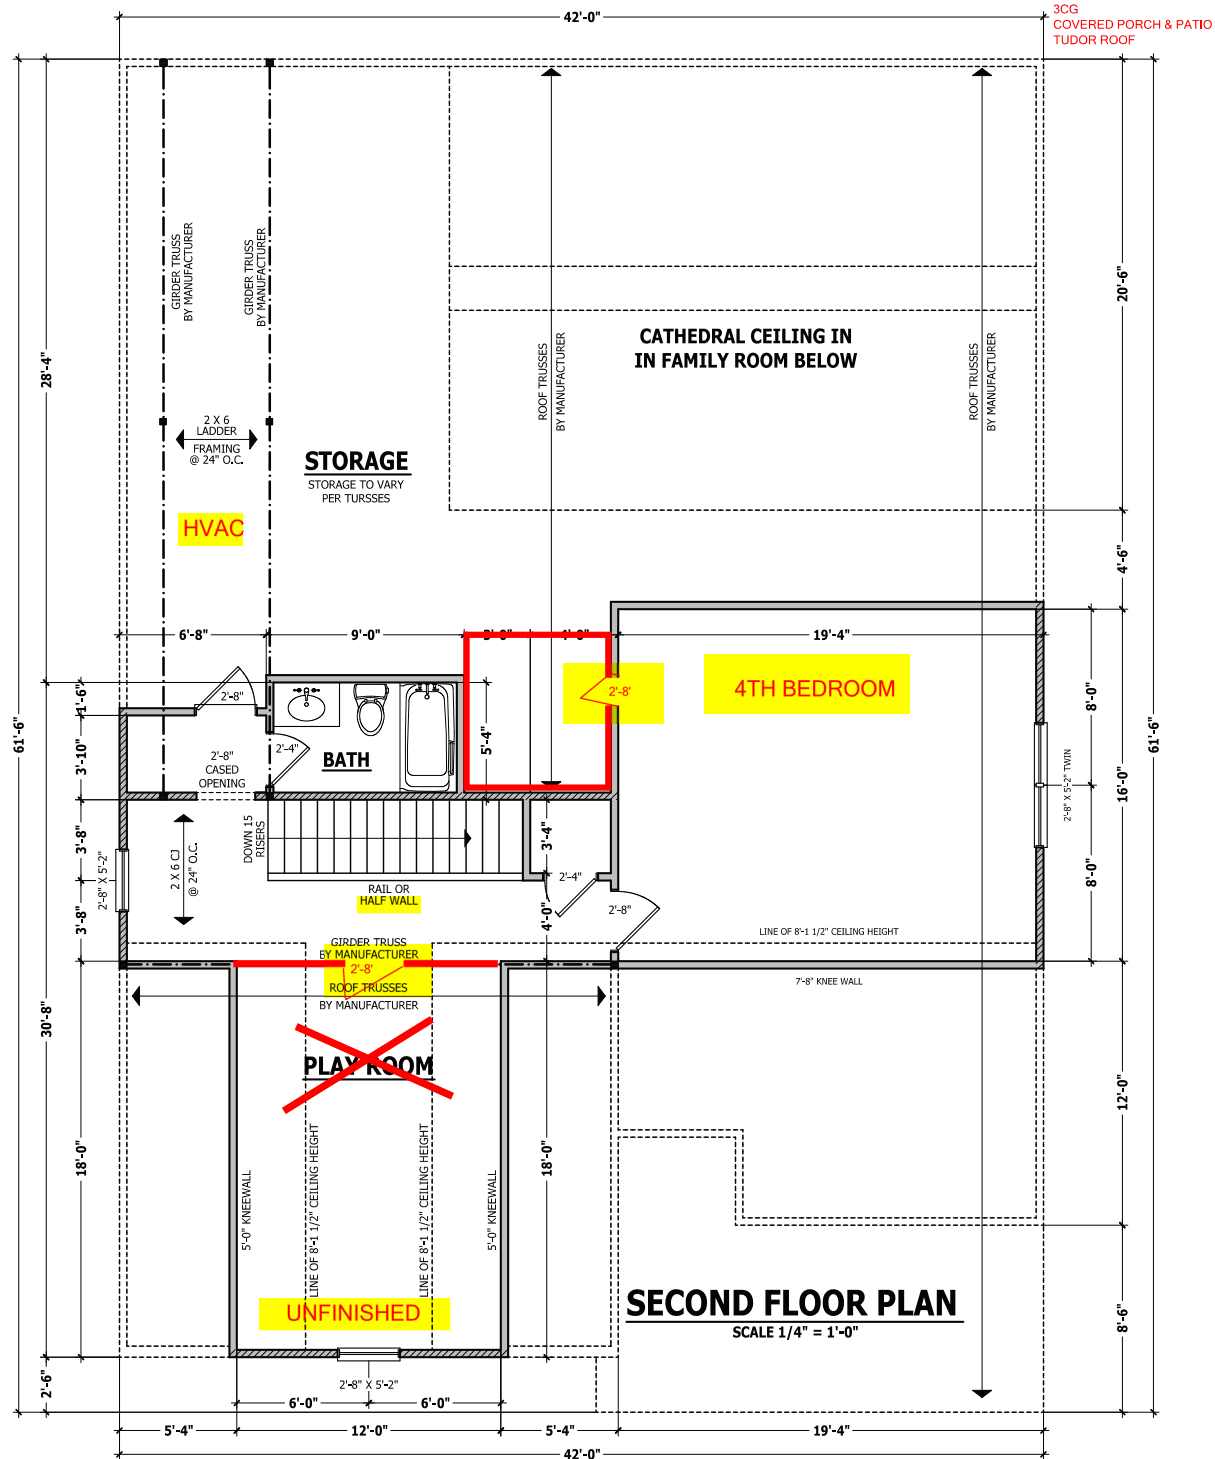 3CG
COVERED PORCH & PATIO
TUDOR ROOF
42'-0"
GIRDER TRUSS
BY MANUFACTURER
GIRDER TRUSS
BY MANUFACTURER
ROOF TRUSSES
BY MANUFACTURER
ROOF TRUSSES
BY MANUFACTURER
20'-6"
CATHEDRAL CEILING IN
IN FAMILY ROOM BELOW
28'-4"
2 X 6
LADDER
FRAMING
@ 24" O.C.
STORAGE
STORAGE TO VARY
PER TURSSES
HVAC
4'-6"
6'-8"
9'-0"
19'-4"
2'-8"
2'-8'
4TH BEDROOM
1'-6"
8'-0"
61'-6"
61'-6"
5'-4"
2'-4"
BATH
3'-10"
2'-8"
CASED
OPENING
2'-8" X 5'-2" TWIN
16'-0"
3'-8"
DOWN 15
RISERS
3'-4"
2 X 6 CJ
@ 24" O.C.
2'-8" X 5'-2"
RAIL OR
HALF WALL
2'-4"
2'-8"
8'-0"
3'-8"
4'-0"
LINE OF 8'-1 1/2" CEILING HEIGHT
GIRDER TRUSS
BY MANUFACTURER
2'-8'
7'-8" KNEE WALL
ROOF TRUSSES
BY MANUFACTURER
30'-8"
PLAY ROOM
12'-0"
18'-0"
18'-0"
5'-0" KNEEWALL
LINE OF 8'-1 1/2" CEILING HEIGHT
LINE OF 8'-1 1/2" CEILING HEIGHT
5'-0" KNEEWALL
UNFINISHED
SECOND FLOOR PLAN
SCALE 1/4" = 1'-0"
8'-6"
2'-6"
2'-8" X 5'-2"
6'-0"
6'-0"
5'-4"
12'-0"
5'-4"
19'-4"
42'-0"